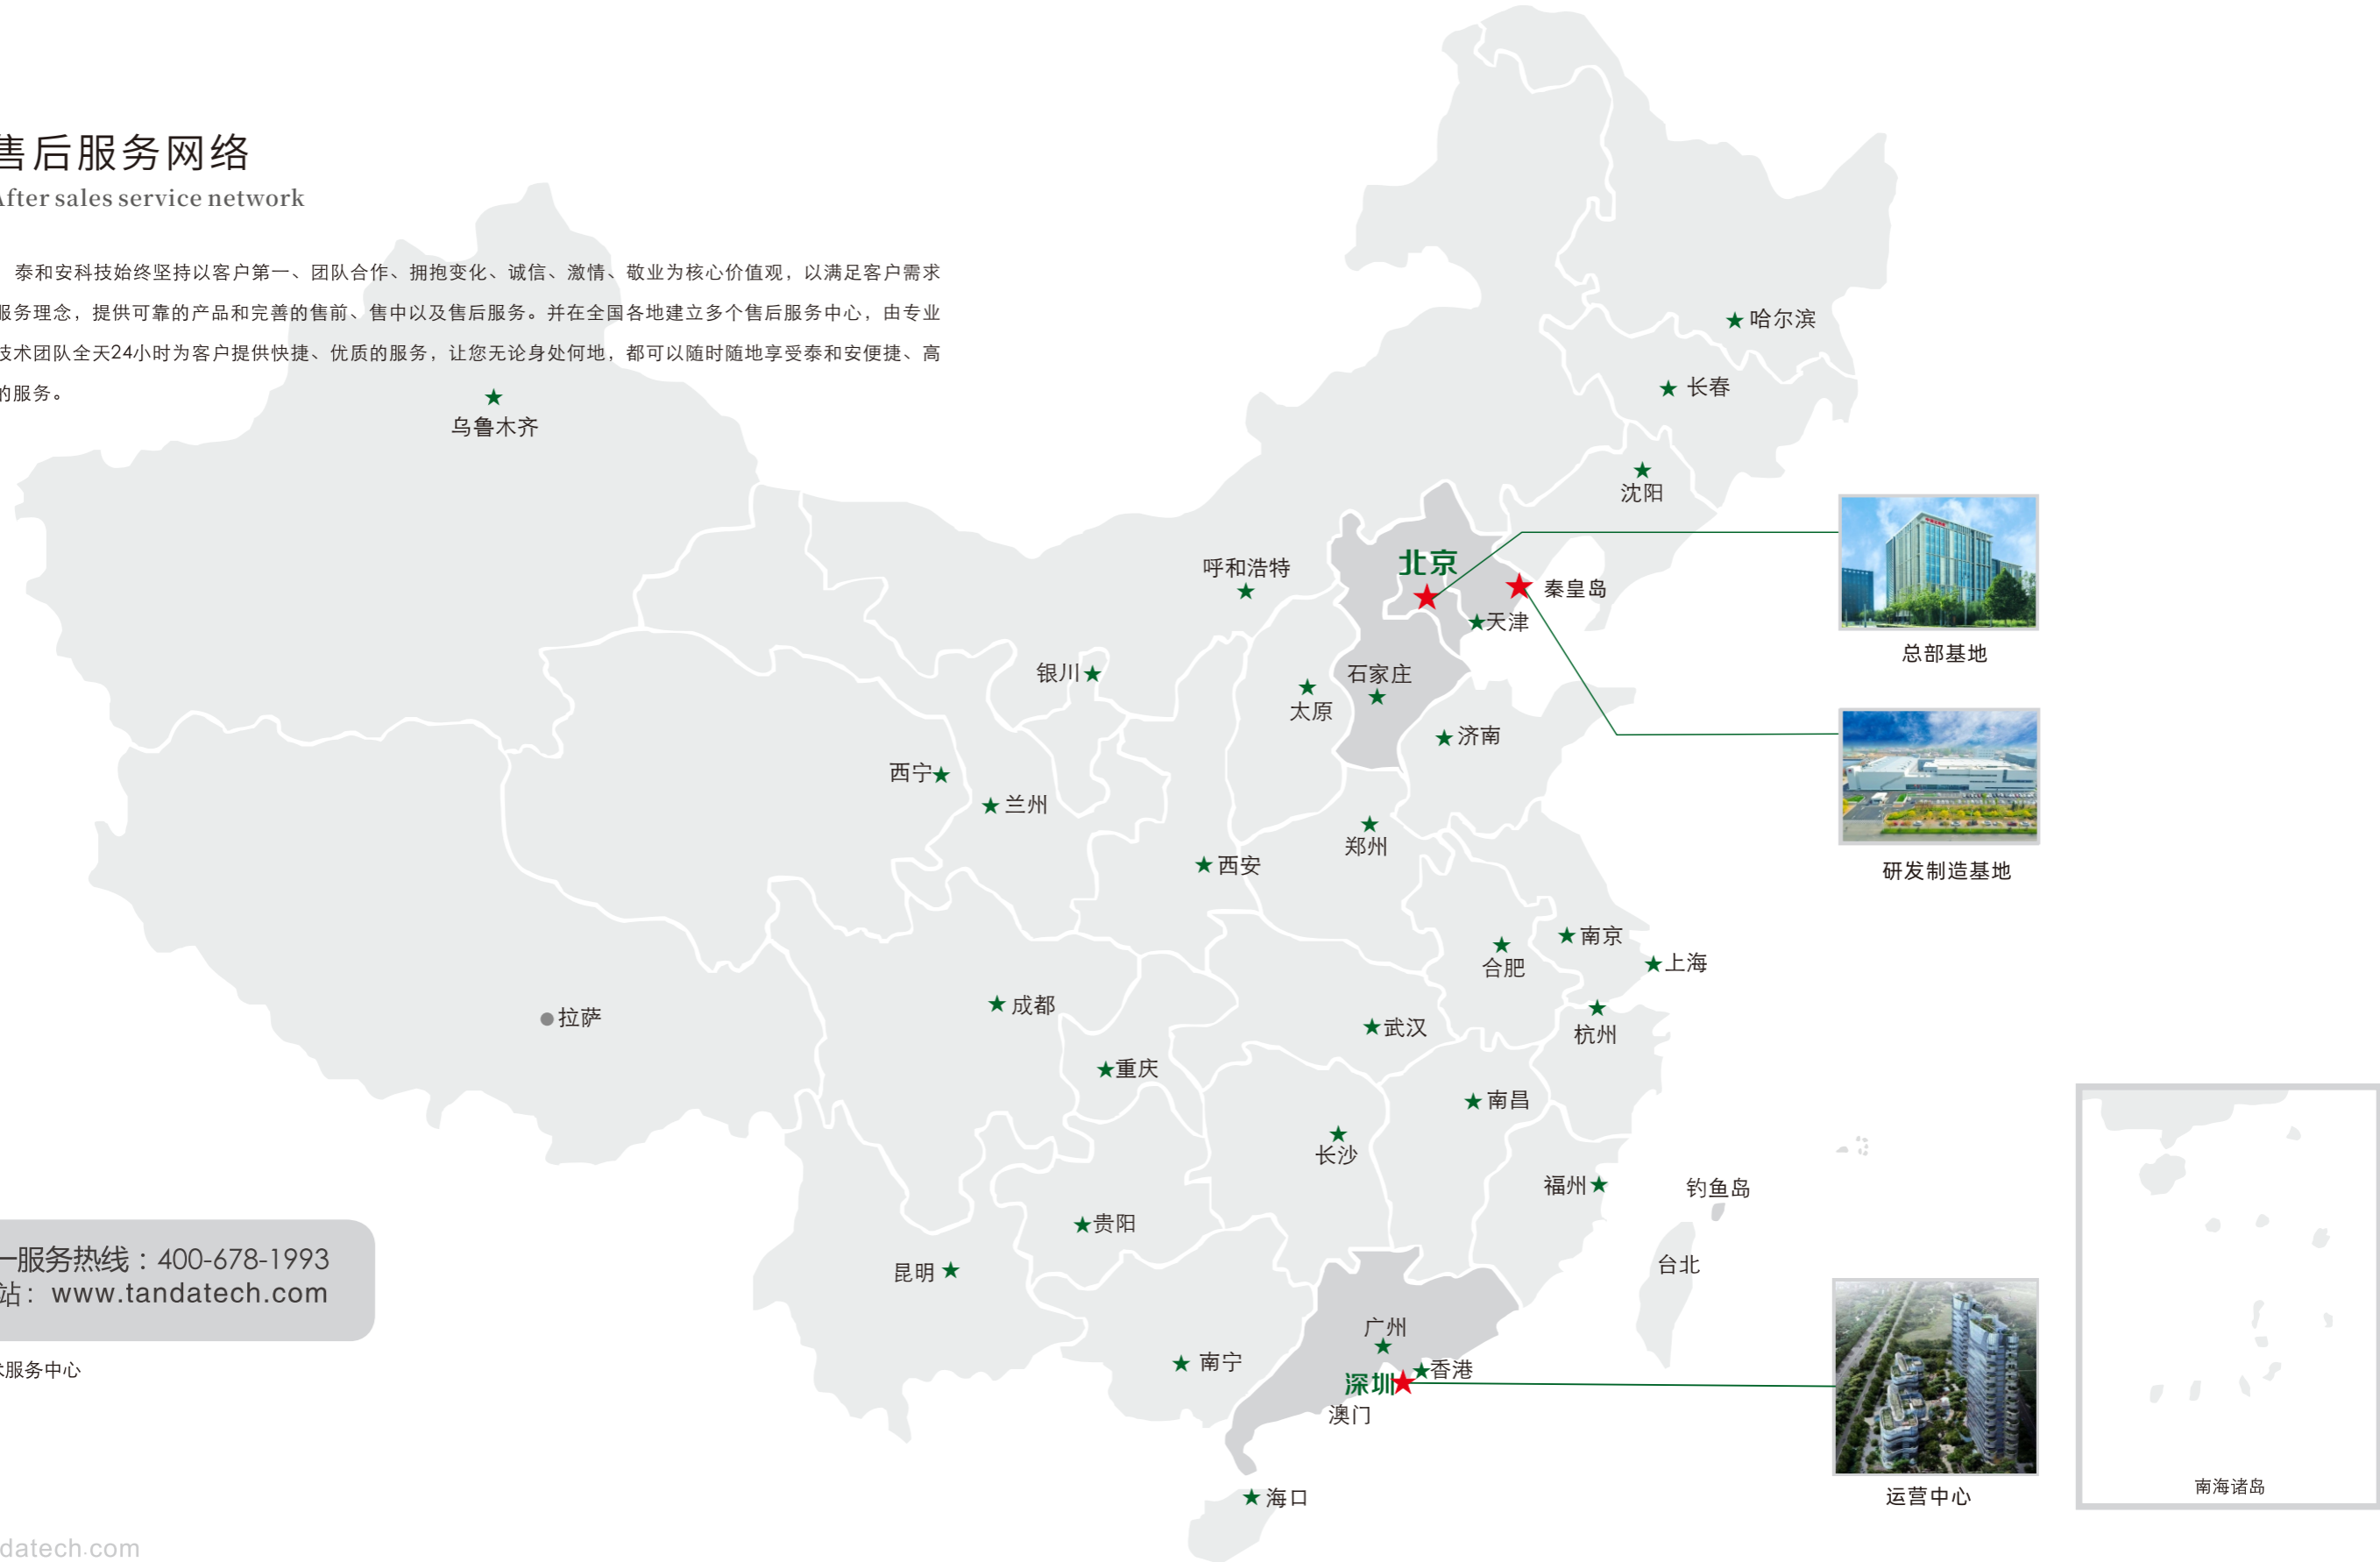 售后服务网络
After sales service network
泰和安科技始终坚持以客户第一、团队合作、拥抱变化、诚信、激情、敬业为核心价值观，以满足客户需求
服务理念，提供可靠的产品和完善的售前、售中以及售后服务。并在全国各地建立多个售后服务中心，由专业
技术团队全天24小时为客户提供快捷、优质的服务，让您无论身处何地，都可以随时随地享受泰和安便捷、高
的服务。
哈尔滨
长春
乌鲁木齐
沈阳
北京
呼和浩特
秦皇岛
天津
总部基地
银川
石家庄
太原
济南
西宁
兰州
郑州
西安
研发制造基地
南京
上海
合肥
成都
拉萨
武汉
杭州
重庆
南昌
长沙
福州
钓鱼岛
贵阳
昆明
台北
一服务热线：400-678-1993
站：www.tandatech.com
广州
南宁
香港
深圳
澳门
术服务中心
海口
运营中心
南海诸岛
datech.com